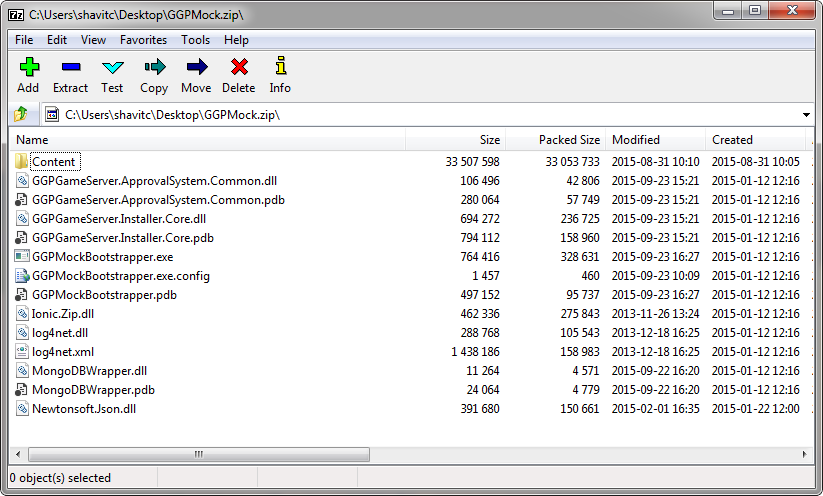 7z C:\Users\shavitc\Desktop\GGPMock.zip\
File Edit View Favorites Tools Help
Add Extract Test Copy Move Delete Info
C:\Users\shavitc\Desktop\GGPMock.zip\
Name Size Packed Size Modified Created
Content 33 507 598 33 053 733 2015-08-31 10:10 2015-08-31 10:05
GGPGameServer.ApprovalSystem.Common.dll 106 496 42 806 2015-09-23 15:21 2015-01-12 12:16
GGPGameServer.ApprovalSystem.Common.pdb 280 064 57 749 2015-09-23 15:21 2015-01-12 12:16
GGPGameServer.Installer.Core.dll 694 272 236 725 2015-09-23 15:21 2015-01-12 12:16
GGPGameServer.Installer.Core.pdb 794 112 158 960 2015-09-23 15:21 2015-01-12 12:16
GGPMockBootstrapper.exe 764 416 328 631 2015-09-23 16:27 2015-01-12 12:16
GGPMockBootstrapper.exe.config 1 457 460 2015-09-23 10:09 2015-01-12 12:16
GGPMockBootstrapper.pdb 497 152 95 737 2015-09-23 16:27 2015-01-12 12:16
Ionic.Zip.dll 462 336 275 843 2013-11-26 13:24 2015-01-12 12:16
log4net.dll 288 768 105 543 2013-12-18 16:25 2015-01-12 12:16
log4net.xml 1 438 186 158 983 2013-12-18 16:25 2015-01-12 12:16
MongoDBWrapper.dll 11 264 4 571 2015-09-22 16:20 2015-01-12 12:16
MongoDBWrapper.pdb 24 064 4 779 2015-09-22 16:20 2015-01-12 12:16
Newtonsoft.Json.dll 391 680 150 661 2015-02-01 16:35 2015-01-22 12:00
0 object(s) selected